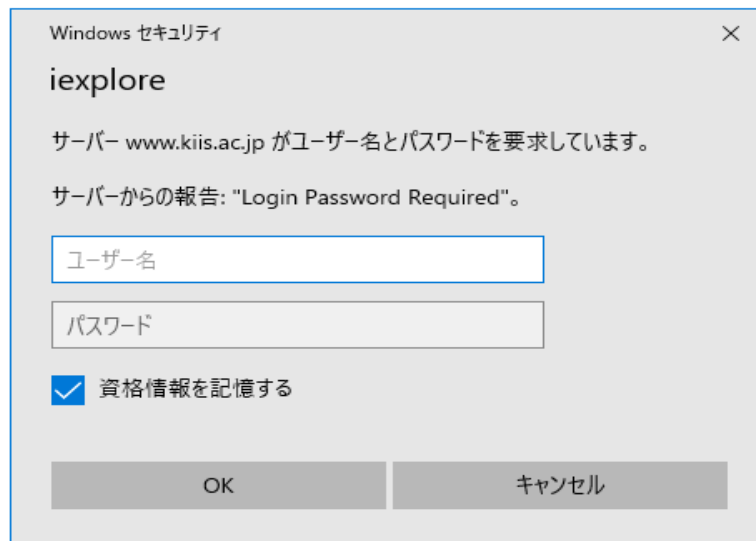 Windows セキュリティ
iexplore
サーバー www.kiis.ac.jp がユーザー名とパスワードを要求しています。
サーバーからの報告: "Login Password Required"。
ユーザー名
パスワード
資格情報を記憶する
OK
キャンセル